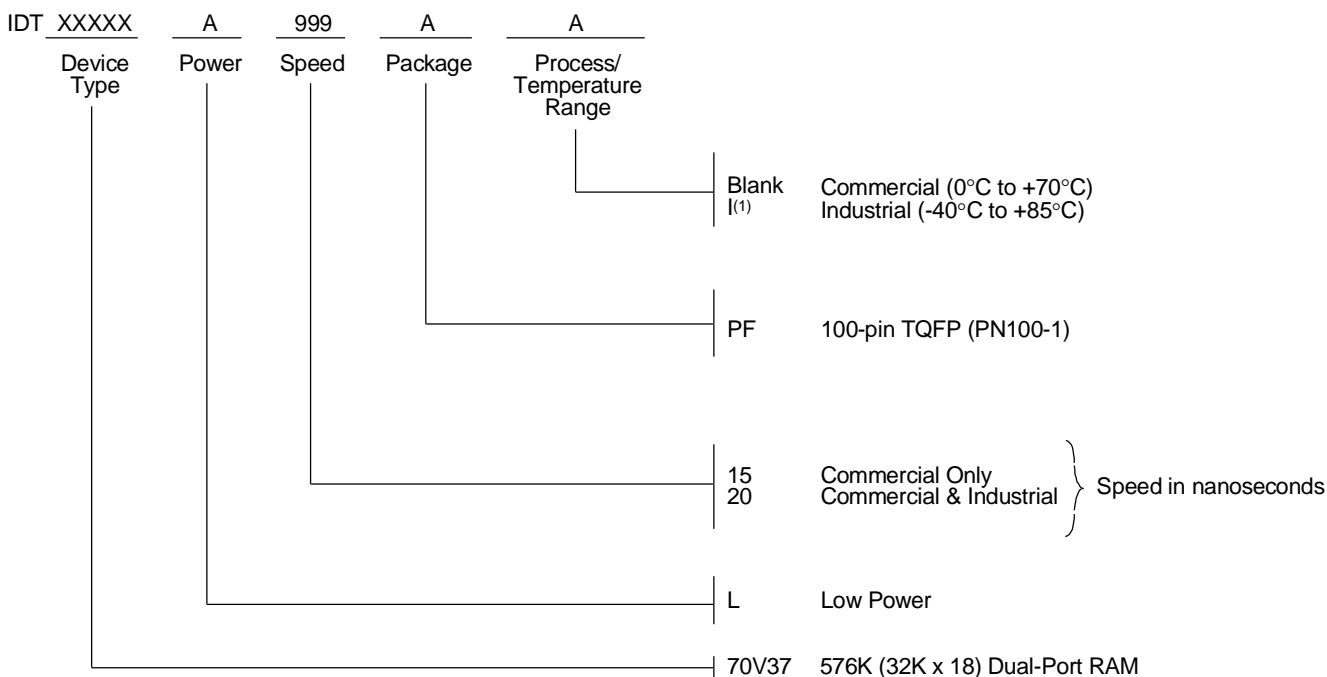 IDT XXXXX A 999 A A
Device Type Power Speed Package Process/ Temperature Range
Blank Commercial (0°C to +70°C)
I(1) Industrial (-40°C to +85°C)
PF 100-pin TQFP (PN100-1)
15 Commercial Only
20 Commercial & Industrial
Speed in nanoseconds
L Low Power
70V37 576K (32K x 18) Dual-Port RAM